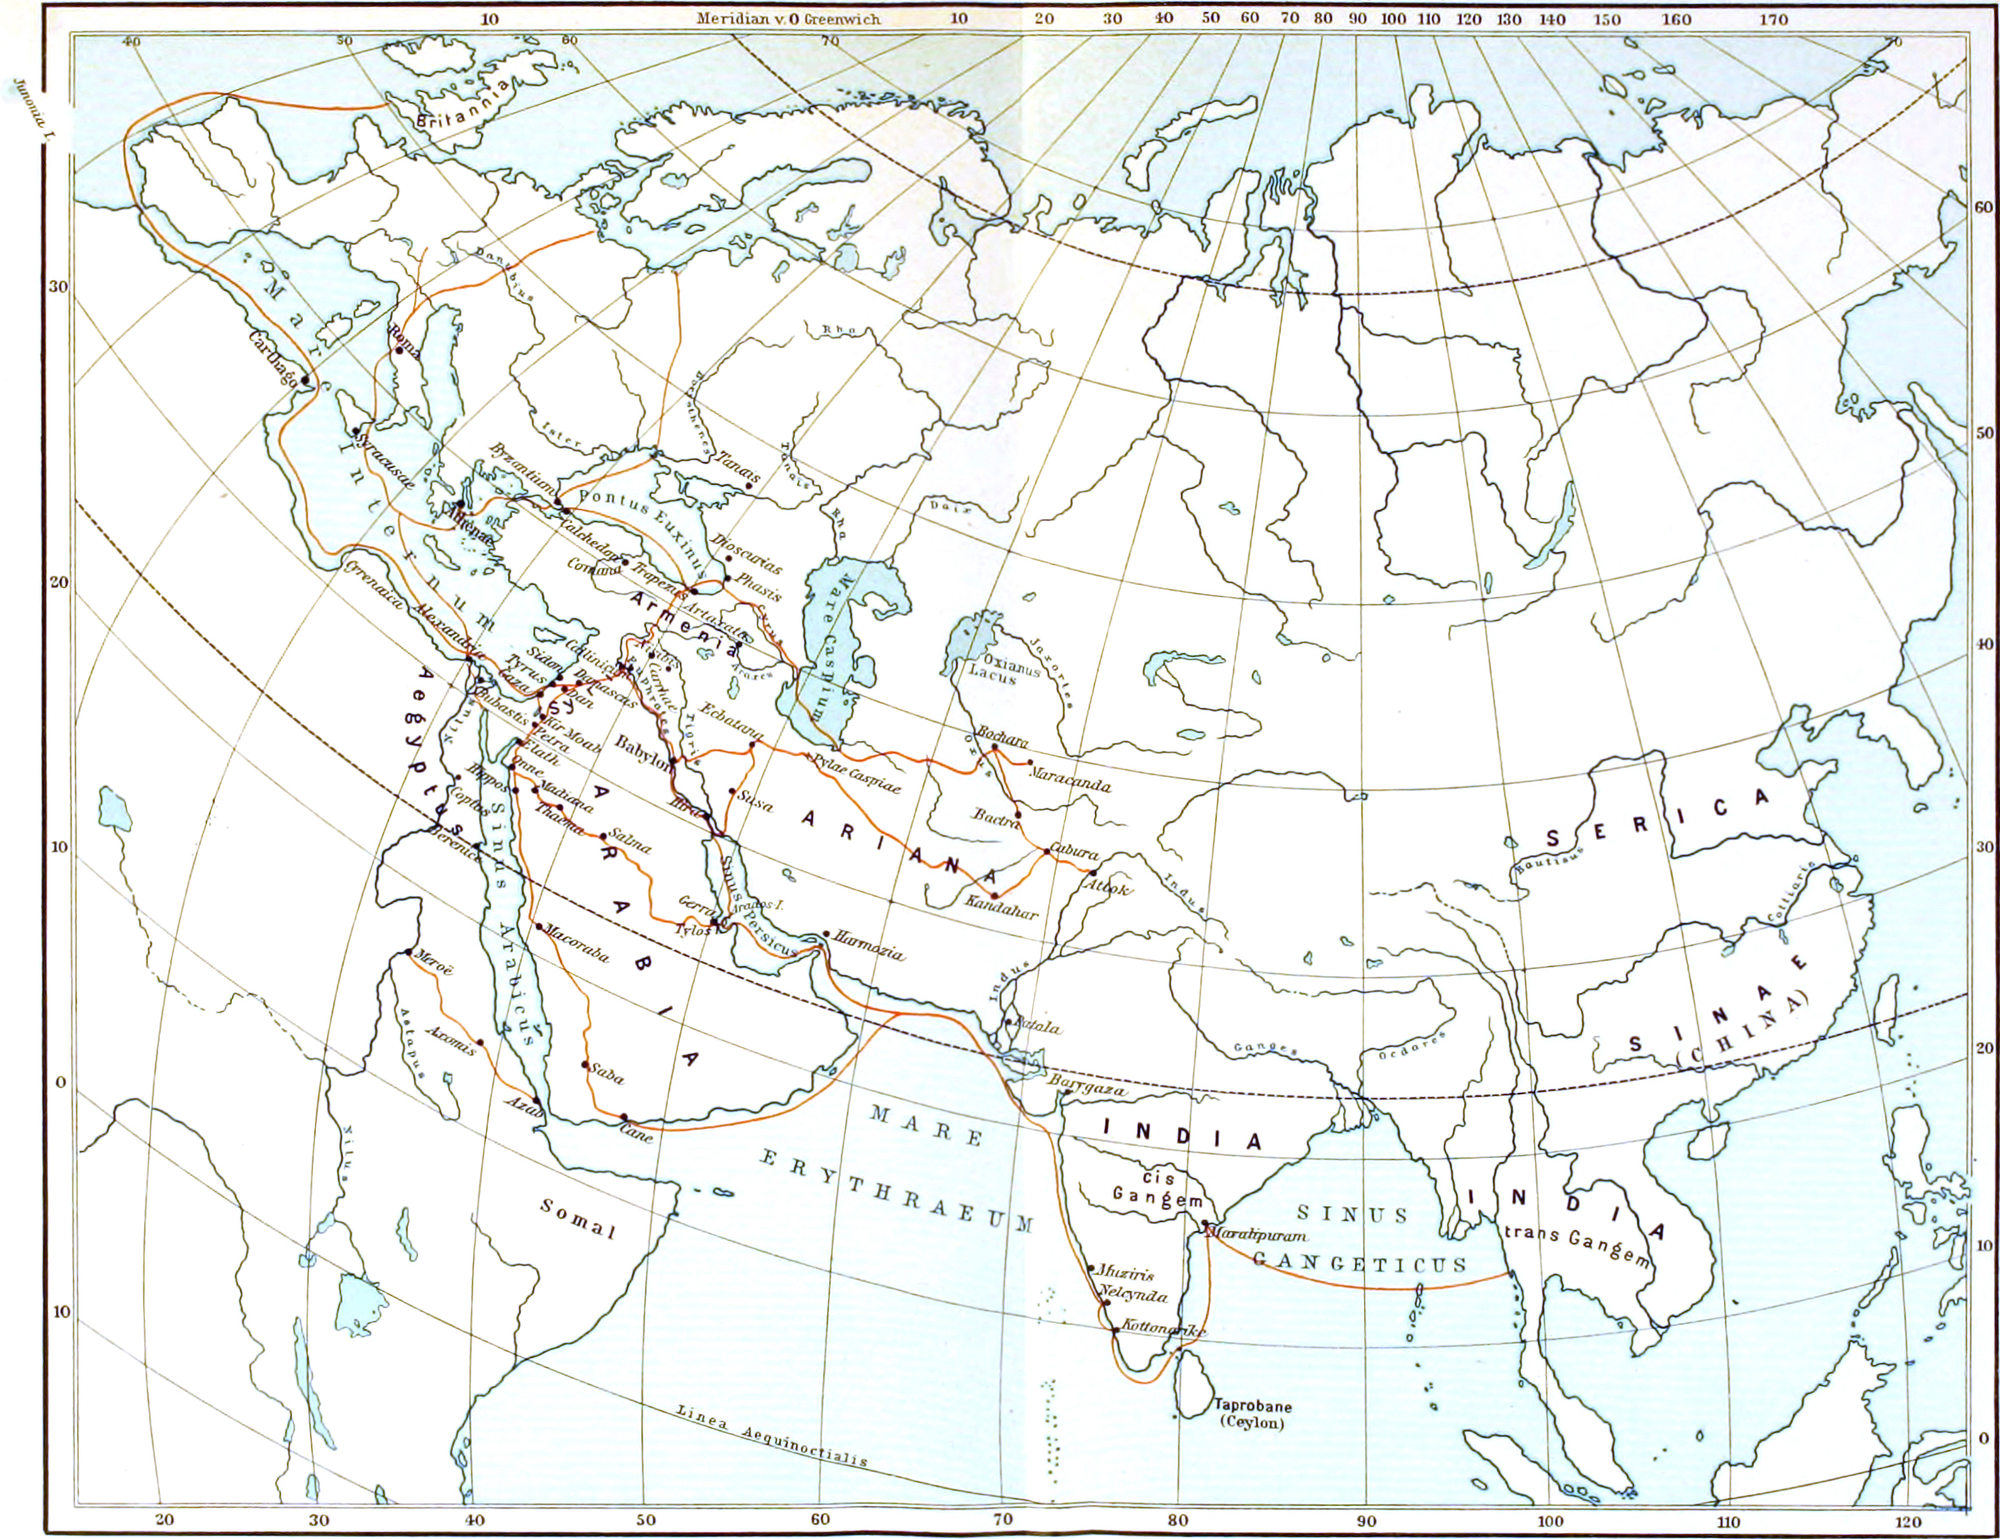 10 Meridian v. 0 Greenwich 10 20 30 40 50 60 70 80 90 100 110 120 130 140 150 160 170
40 50 60 70
Junonia I.
Britannia
60
30
Danubius
Mare Internum
Roma
Rha
Carthago
Borysthenes
50
Syracusae
Ister
Tanais
Tanais
Byzantium
Pontus Euxinus
Athenae
Rha
Daix
Calchedon
Dioscurias
20
Comana
Trapezus
Phasis
Cyrenaica
Mare Caspium
Armenia
Artaxata
Cyrus
Alexandria
Jaxartes
40
Oxianus
Lacus
Araxes
Callinicum
Sidon
Tyrus
Gaza
Damascus
Dan
Carrhae
Euphrates
Tigris
Aegyptus
Bubastis
Nilus
Kir Moab
Petra
Elath
Ecbatana
Babylon
Pylae Caspiae
Bochara
Oxus
Maracanda
Onne
Hippos
Coptos
Madiana
Thaema
Hira
Susa
ARIANA
Bactra
SERICA
10
Berenice
Salma
Cabura
Bautisus
30
Sinus Arabicus
ARABIA
Gerra
Arados I.
Tylos I.
Sinus Persicus
Kandahar
Attok
Indus
Cottiaris
Macoraba
Harmozia
Meroë
Indus
SINAE
(CHINA)
Astapus
Axomis
Patala
Ganges
Oedanes
20
0
Saba
Azab
Cane
Barygaza
MARE
ERYTHRAEUM
INDIA
cis
Gangem
Nilus
Somal
SINUS
GANGETICUS
INDIA
trans Gangem
Maralipuram
10
Muziris
Nelcynda
10
Kottonarike
Taprobane
(Ceylon)
Linea Aequinoctialis
0
20 30 40 50 60 70 80 90 100 110 120